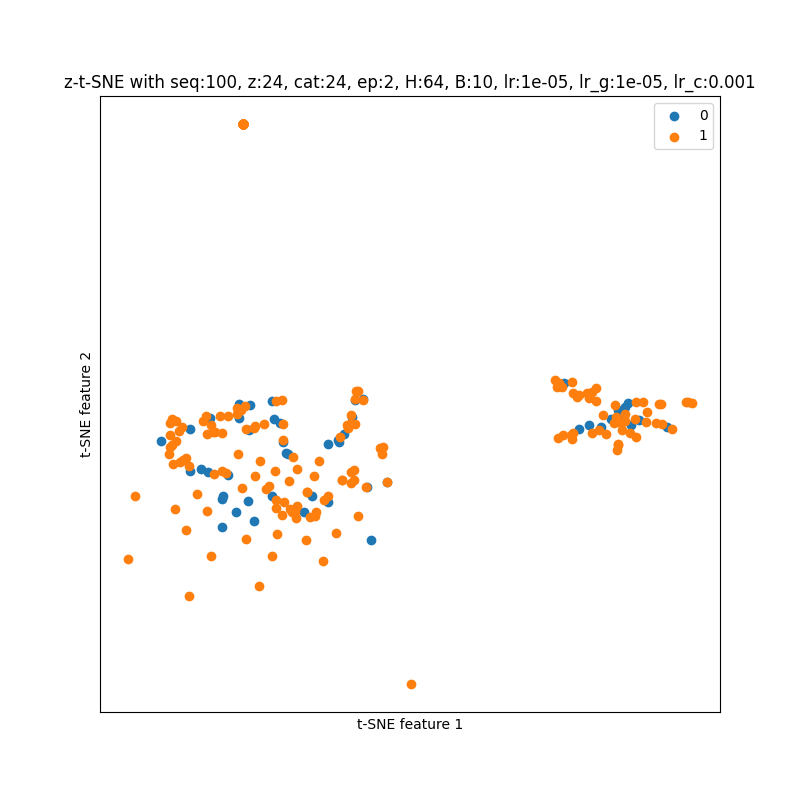 z-t-SNE with seq:100, z:24, cat:24, ep:2, H:64, B:10, lr:1e-05, lr_g:1e-05, lr_c:0.001
0
1
t-SNE feature 2
t-SNE feature 1